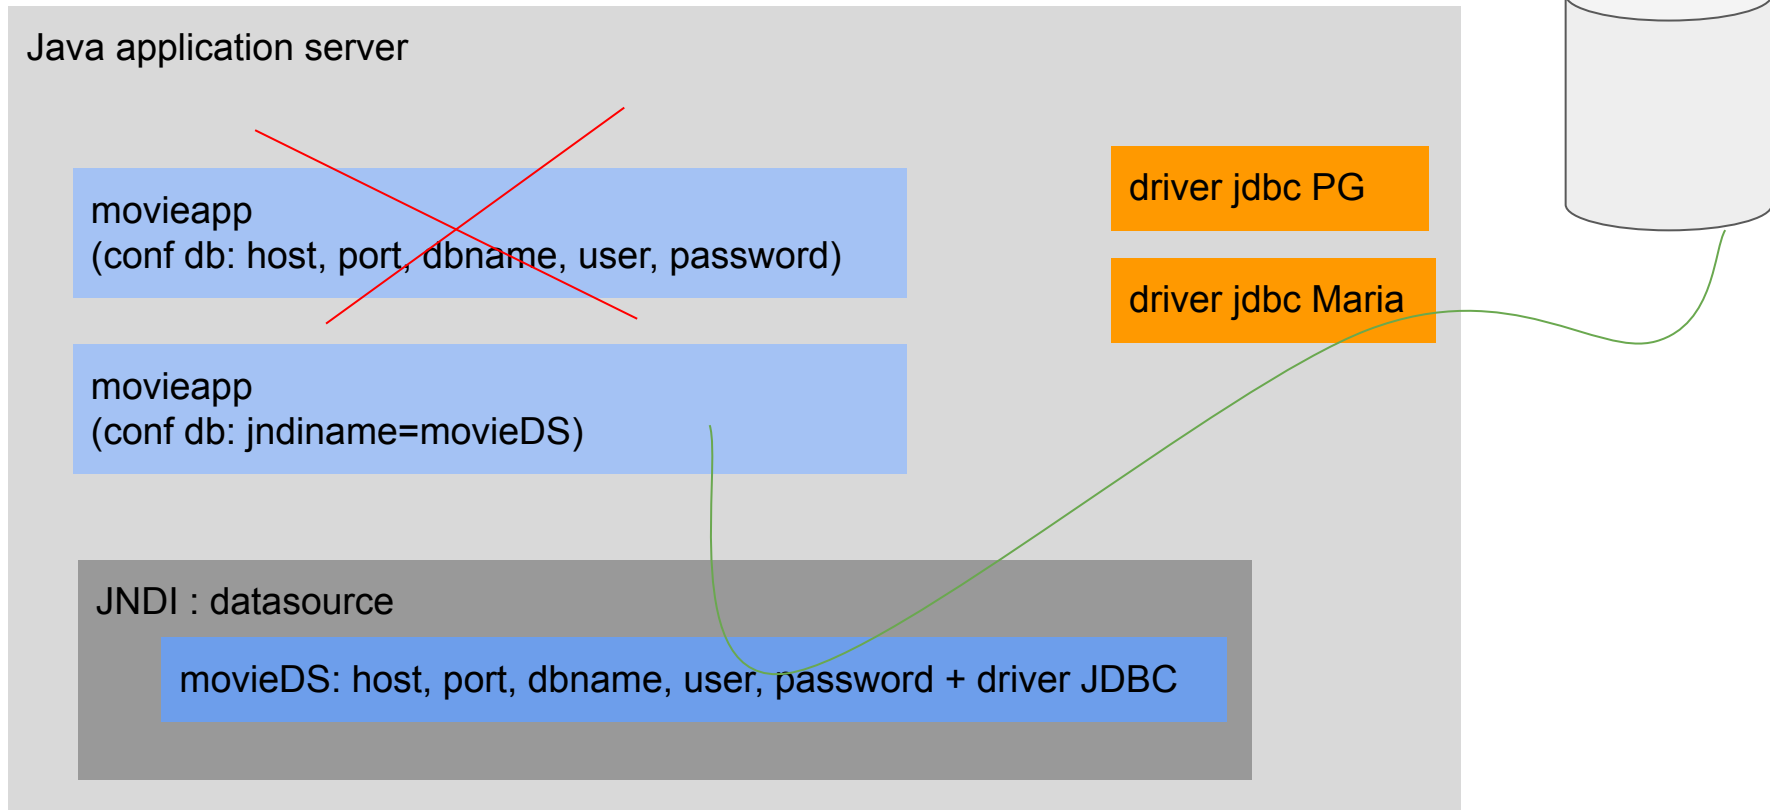 Java application server
movieapp
(conf db: host, port, dbname, user, password)
driver jdbc PG
driver jdbc Maria
movieapp
(conf db: jndiname=movieDS)
JNDI : datasource
movieDS: host, port, dbname, user, password + driver JDBC